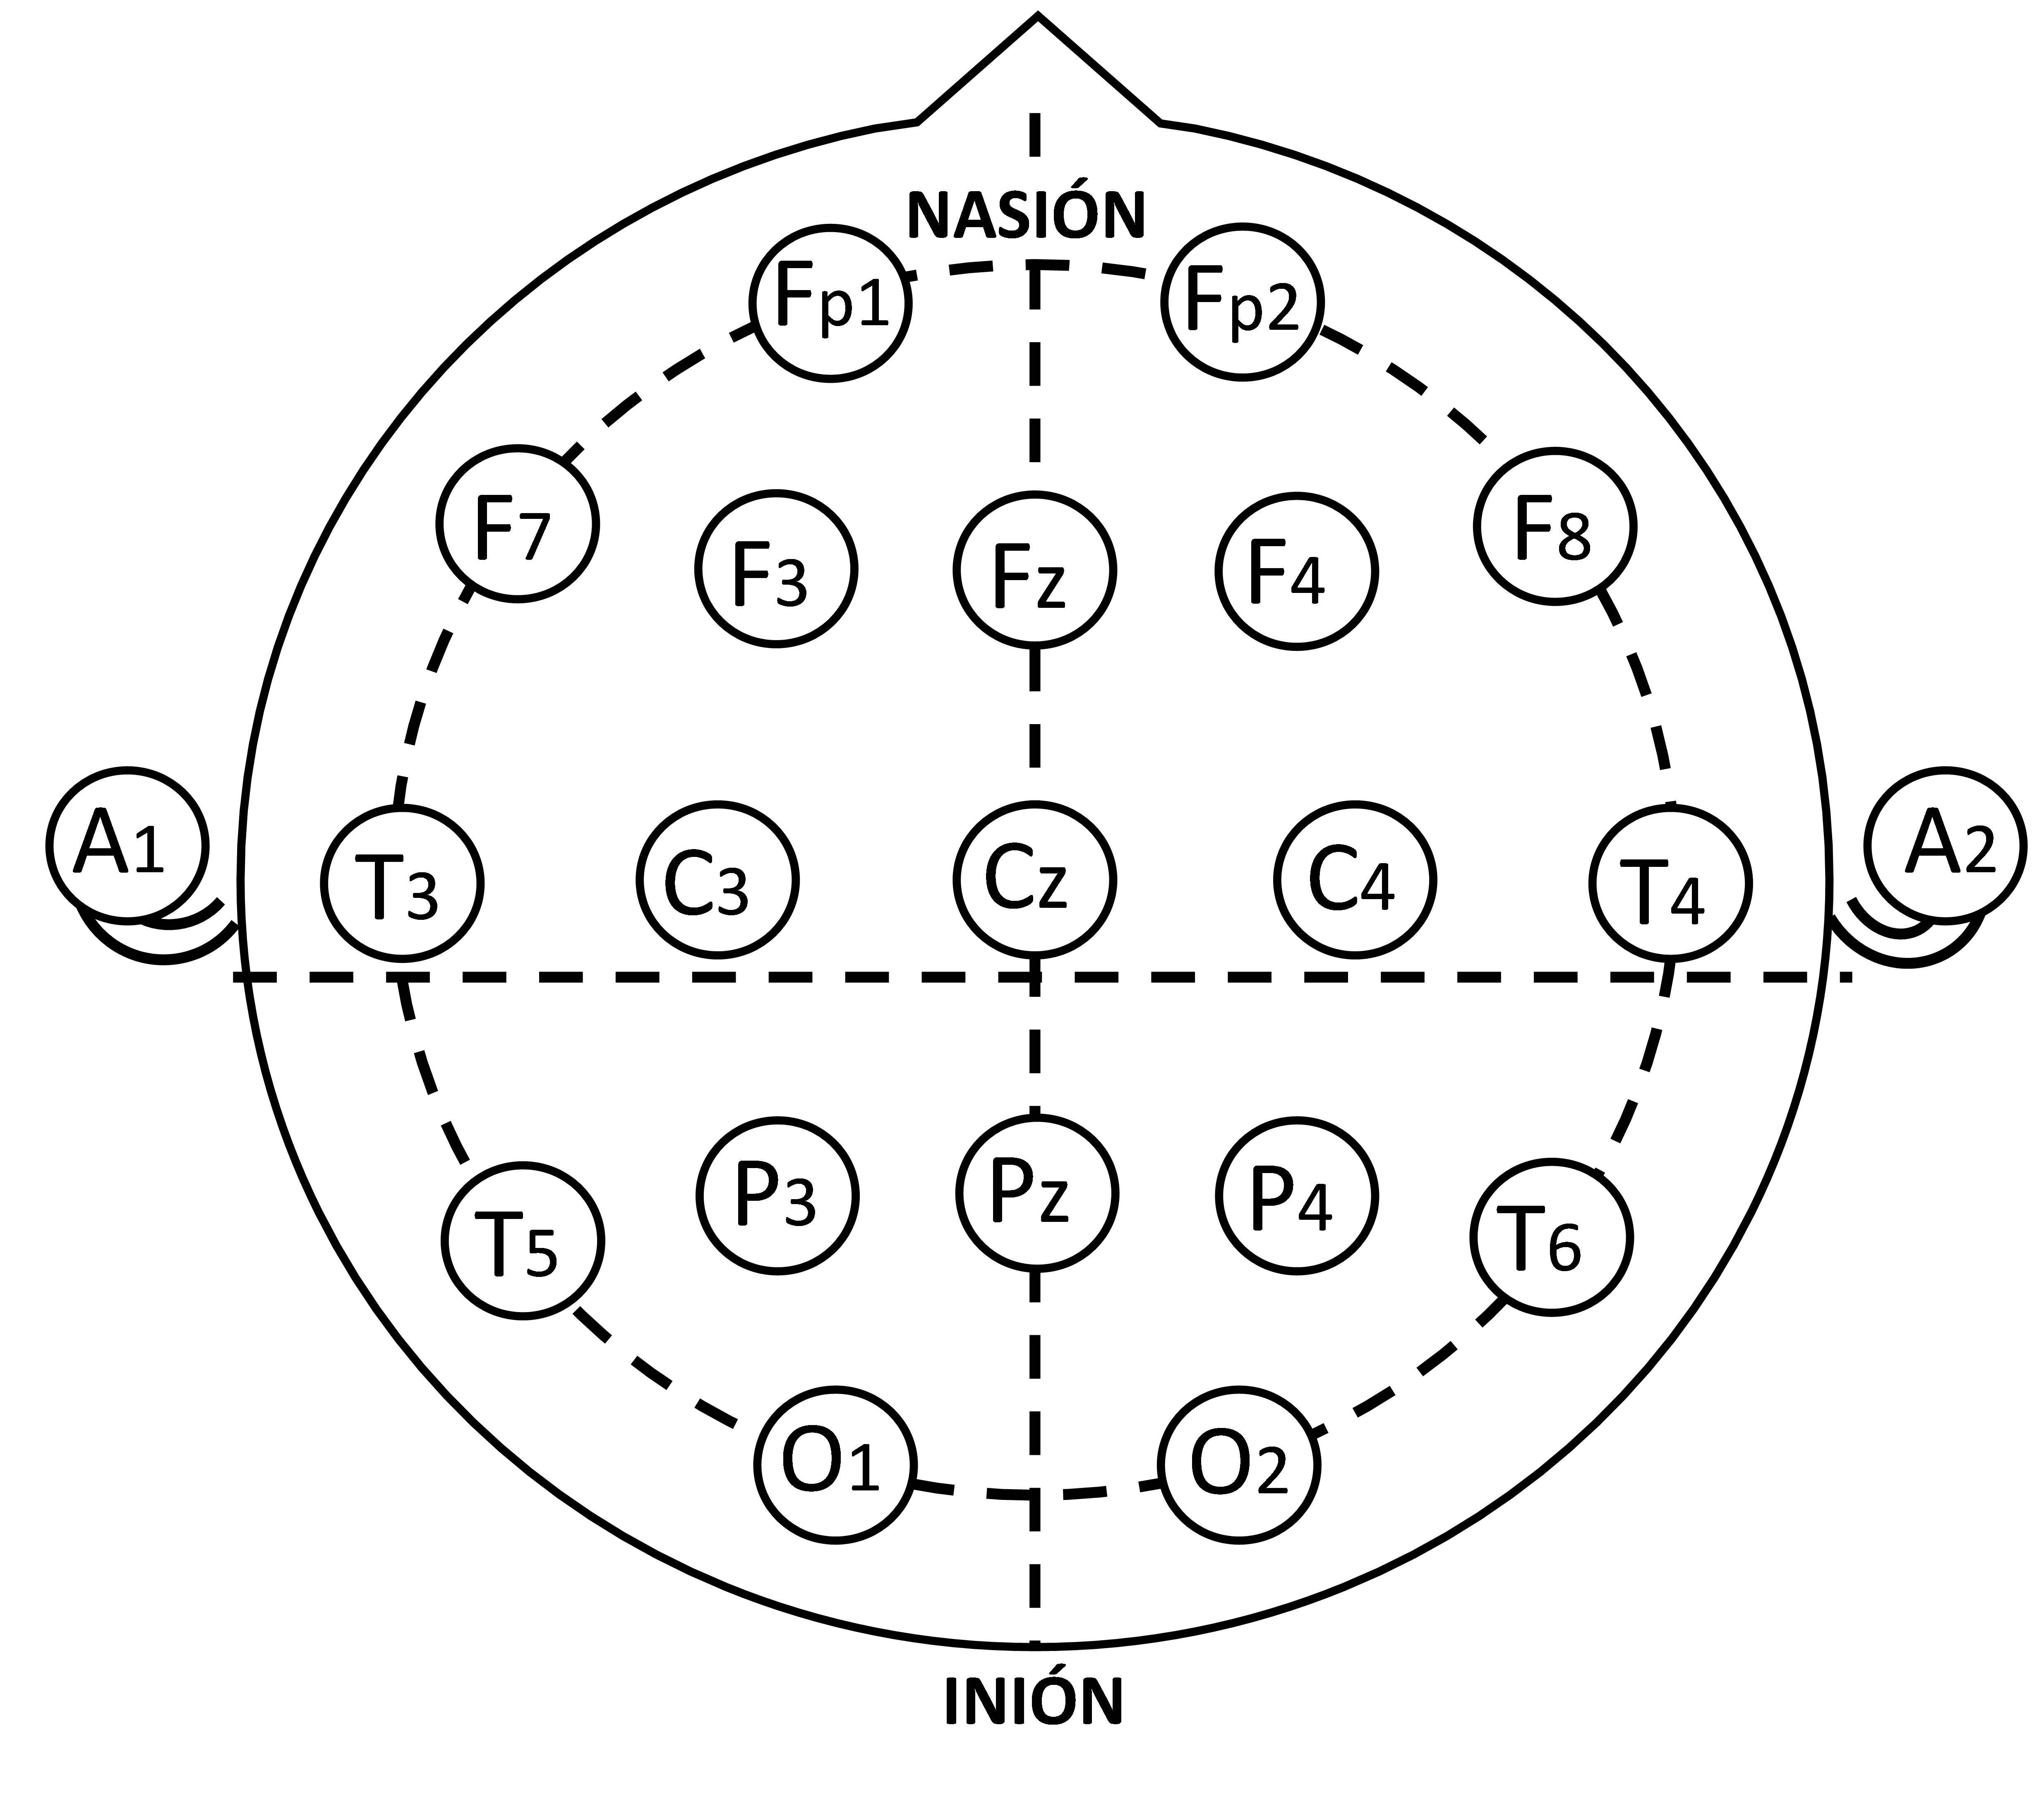 NASIÓN
Fp1 Fp2
F7 F3 Fz F4 F8
A1 T3 C3 Cz C4 T4 A2
T5 P3 Pz P4 T6
O1 O2
INIÓN